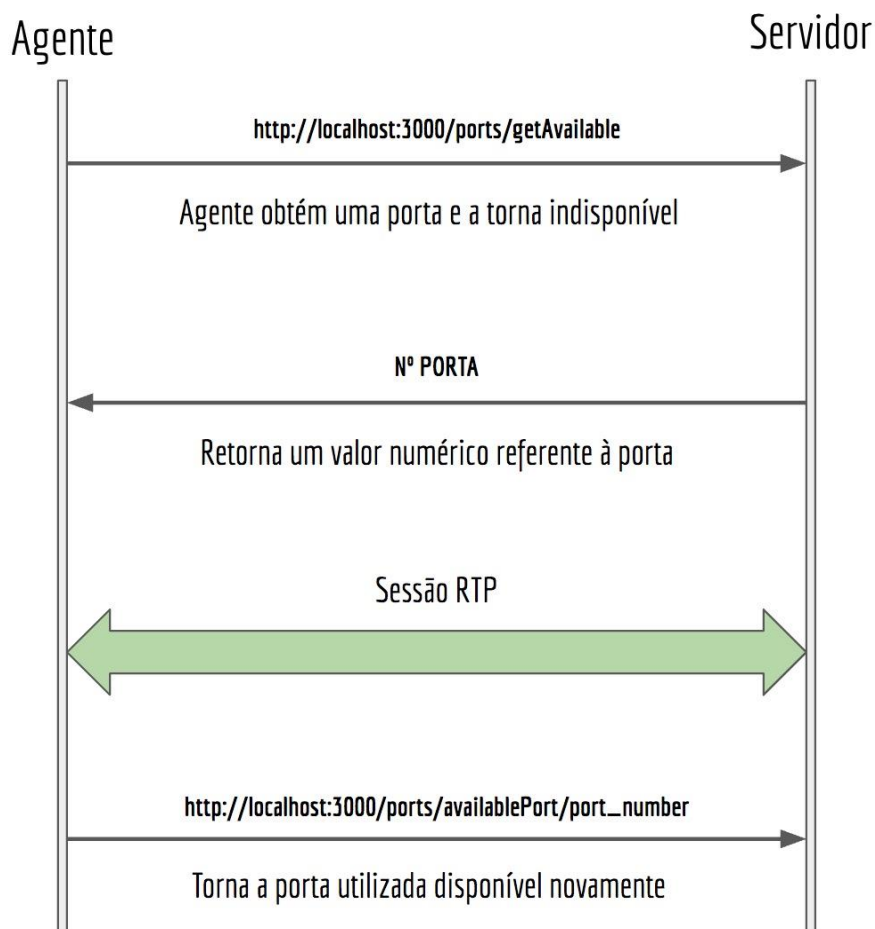 Agente
Servidor
http://localhost:3000/ports/getAvailable
Agente obtém uma porta e a torna indisponível
Nº PORTA
Retorna um valor numérico referente à porta
Sessão RTP
http://localhost:3000/ports/availablePort/port_number
Torna a porta utilizada disponível novamente